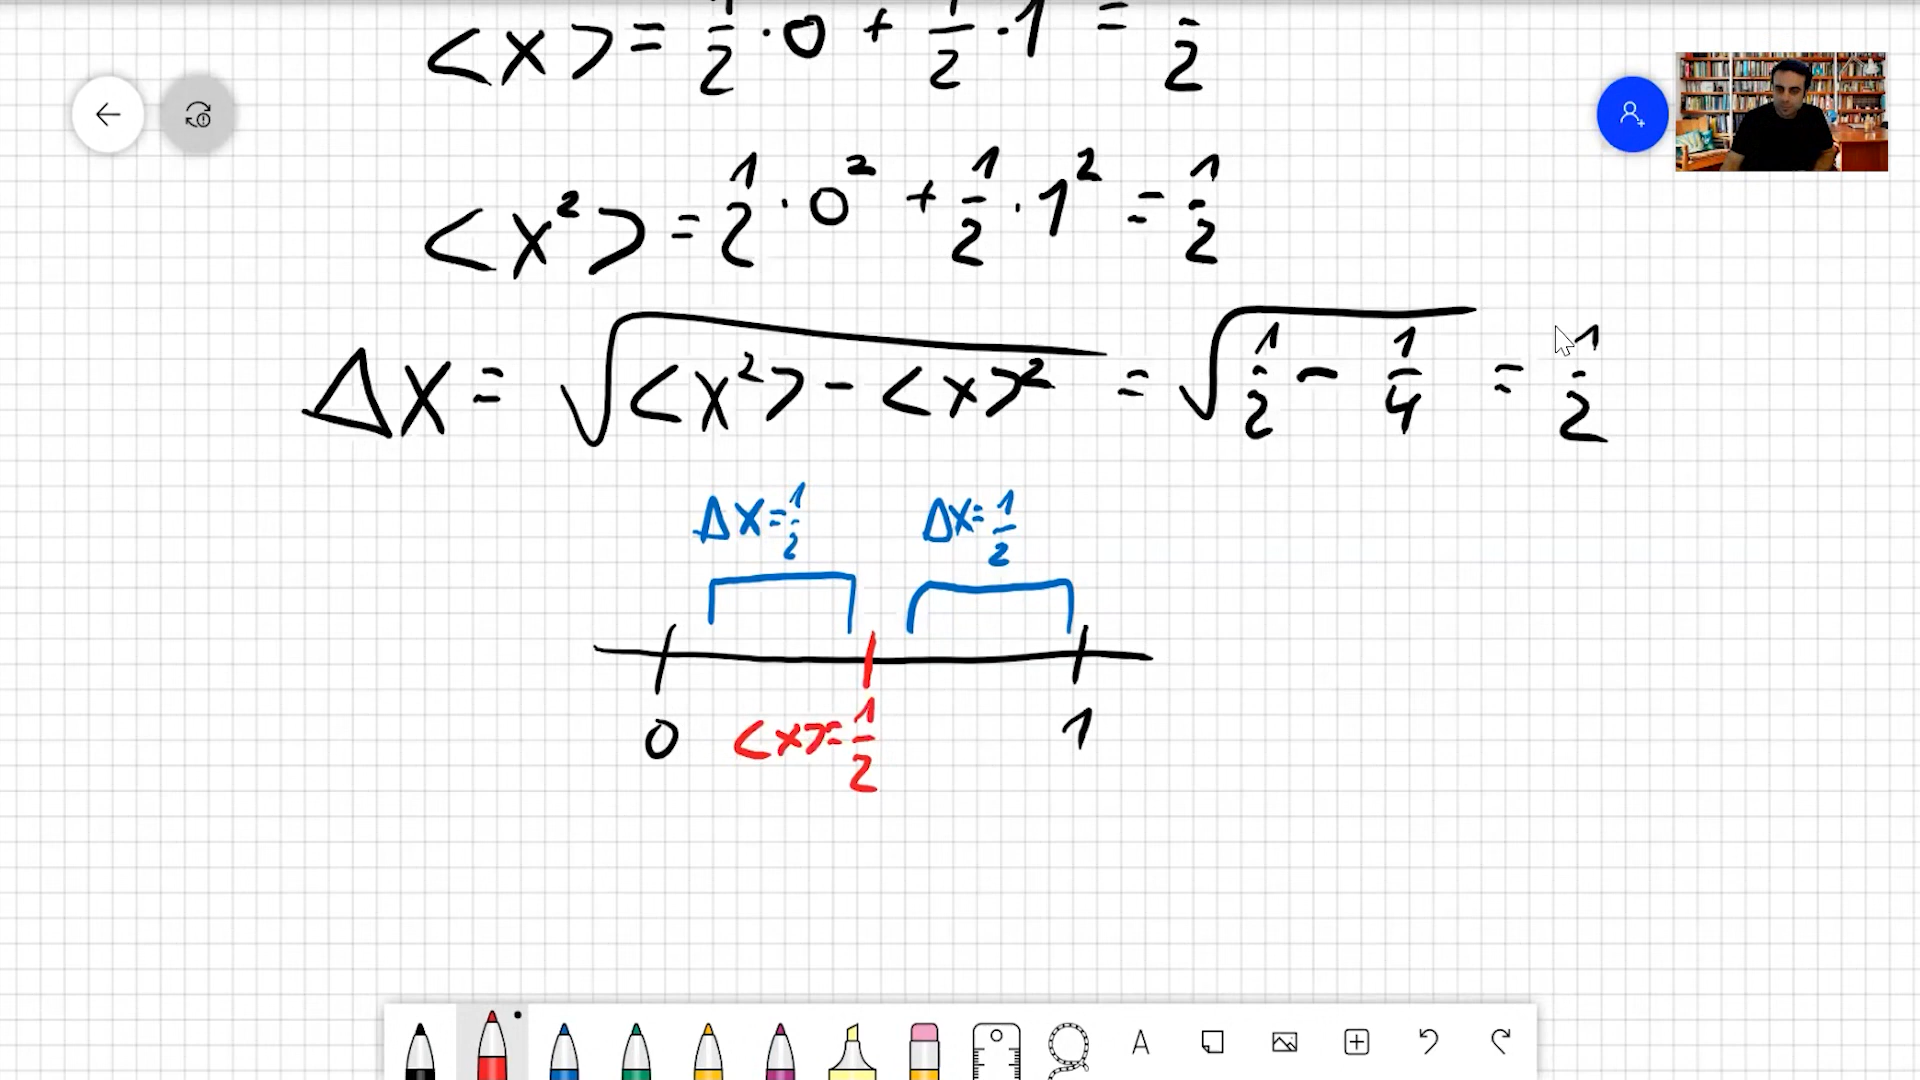 <x> = 1/2 · 0 + 1/2 · 1 = 1/2
<x²> = 1/2 · 0² + 1/2 · 1² = 1/2
Δx = √(<x²> - <x>²) = √(1/2 - 1/4) = 1/2
Δx = 1/2 Δx = 1/2
0 <x> = 1/2 1
A